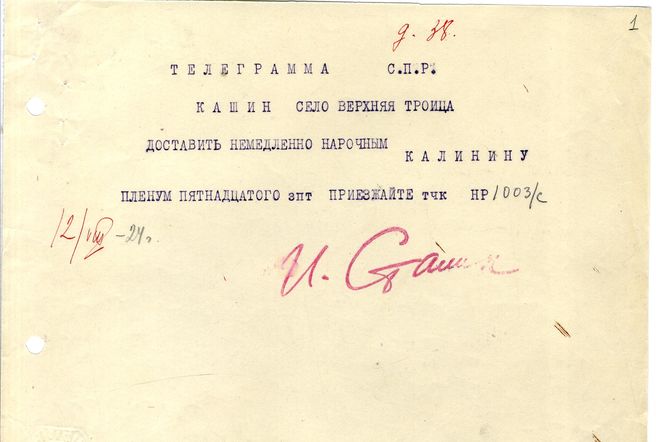 д. 38.
1
ТЕЛЕГРАММА С.П.Р.
КАШИН СЕЛО ВЕРХНЯЯ ТРОИЦА
ДОСТАВИТЬ НЕМЕДЛЕННО НАРОЧНЫМ
КАЛИНИНУ
ПЛЕНУМ ПЯТНАДЦАТОГО зпт ПРИЕЗЖАЙТЕ тчк НР 1003/с
12/VIII-24г.
И. Сталин